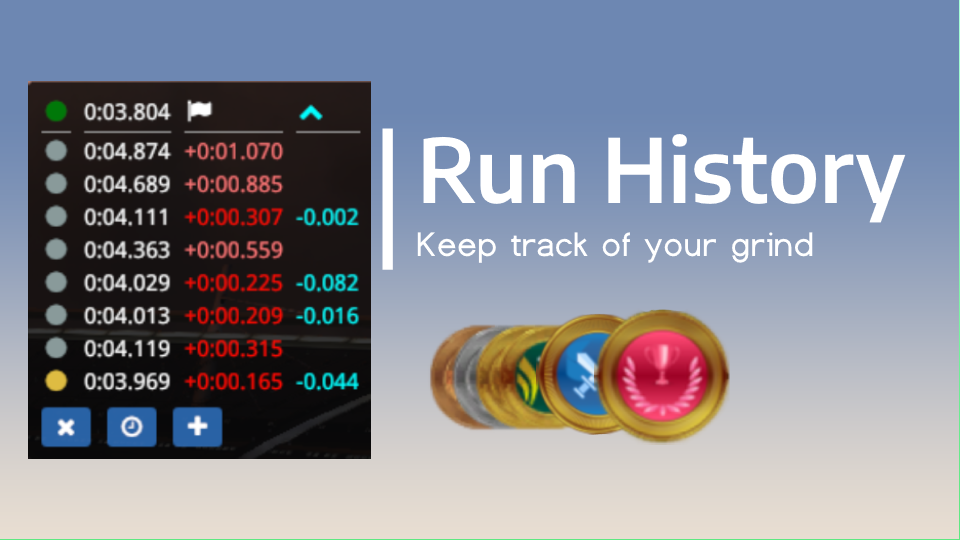 0:03.804
0:04.874 +0:01.070
0:04.689 +0:00.885
0:04.111 +0:00.307 -0.002
0:04.363 +0:00.559
0:04.029 +0:00.225 -0.082
0:04.013 +0:00.209 -0.016
0:04.119 +0:00.315
0:03.969 +0:00.165 -0.044
Run History
Keep track of your grind